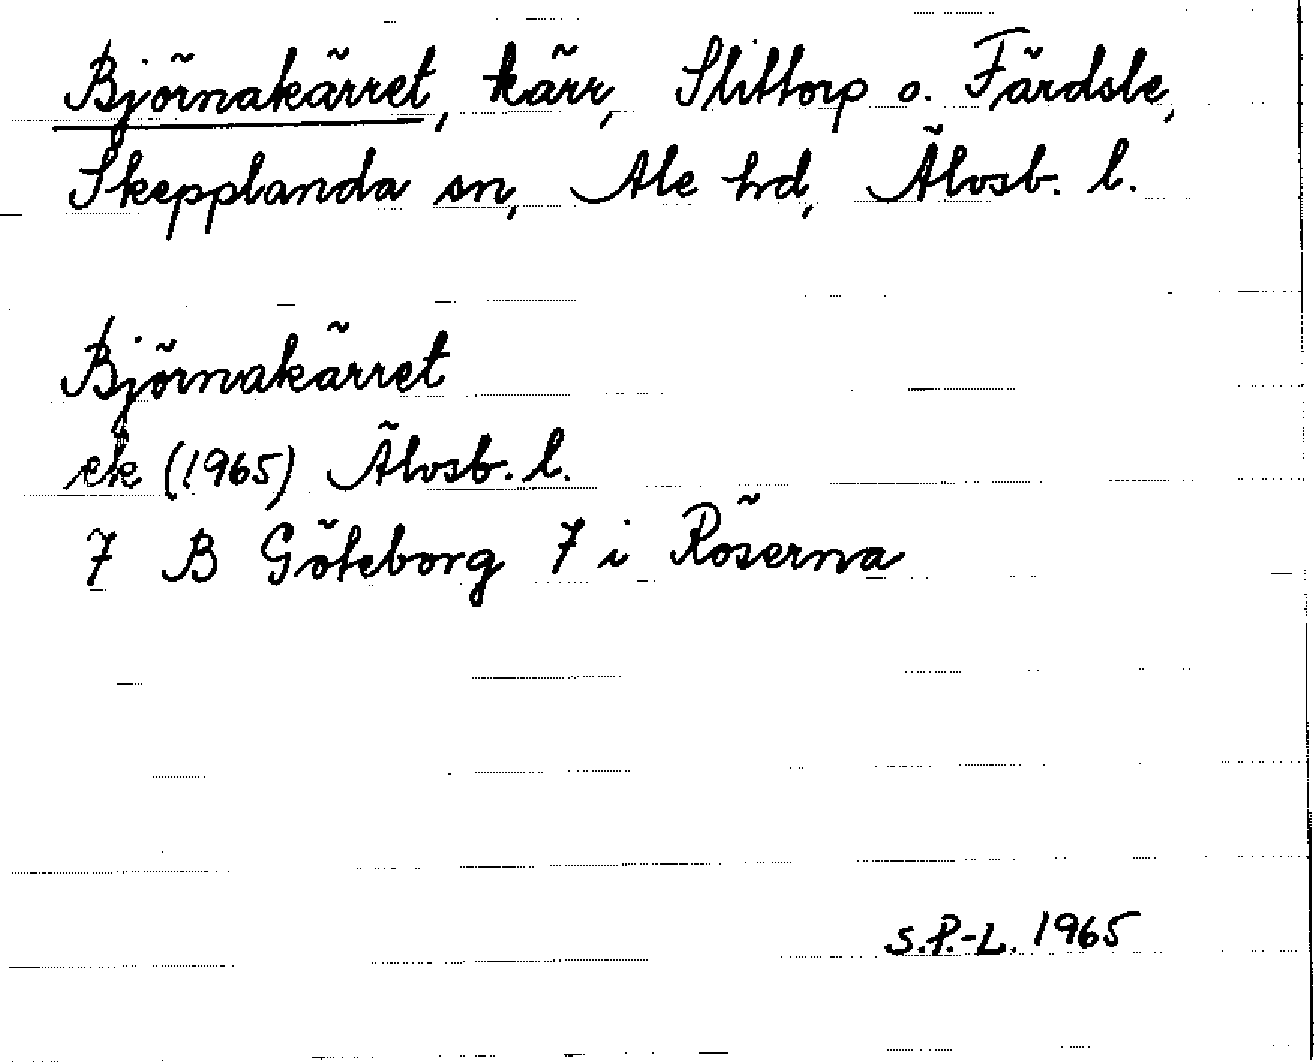 Björnakärret, kärr, Slittorp o. Färdsle,
Skepplanda sn, Ale hd, Älvsb. l.
Björnakärret
ek (1965) Älvsb. l.
7 B Göteborg 7 i Röserna
S.P.-L. 1965